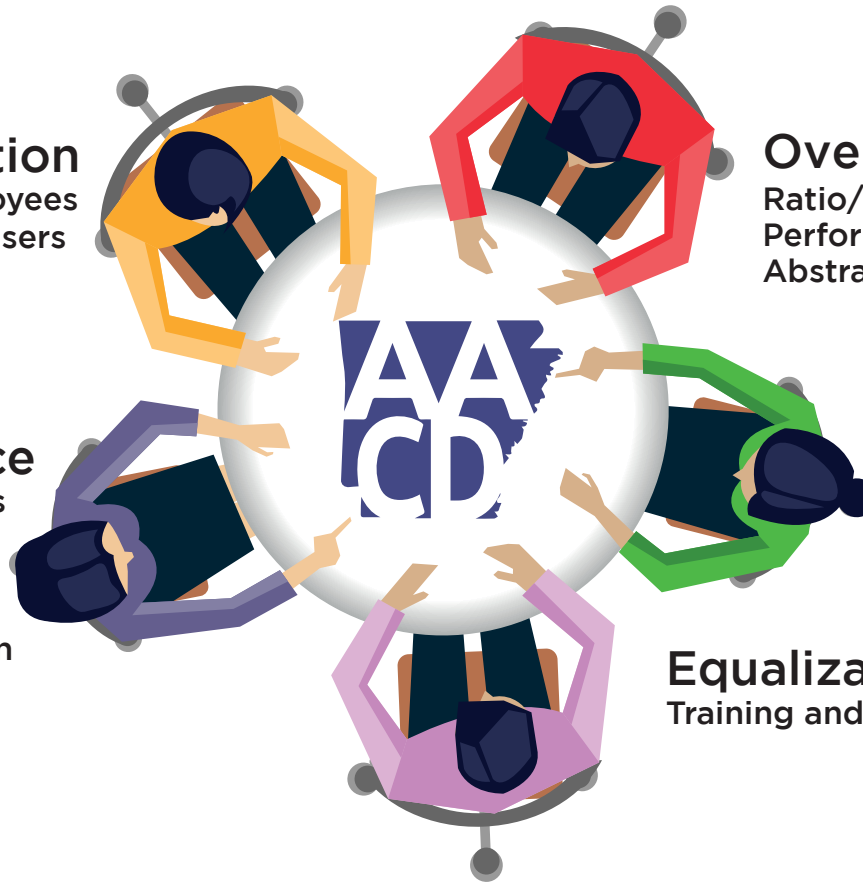 tion
oyees
sers
Ove
Ratio/
Perfor
Abstra
AA
CD
ce
s
n
Equaliza
Training and